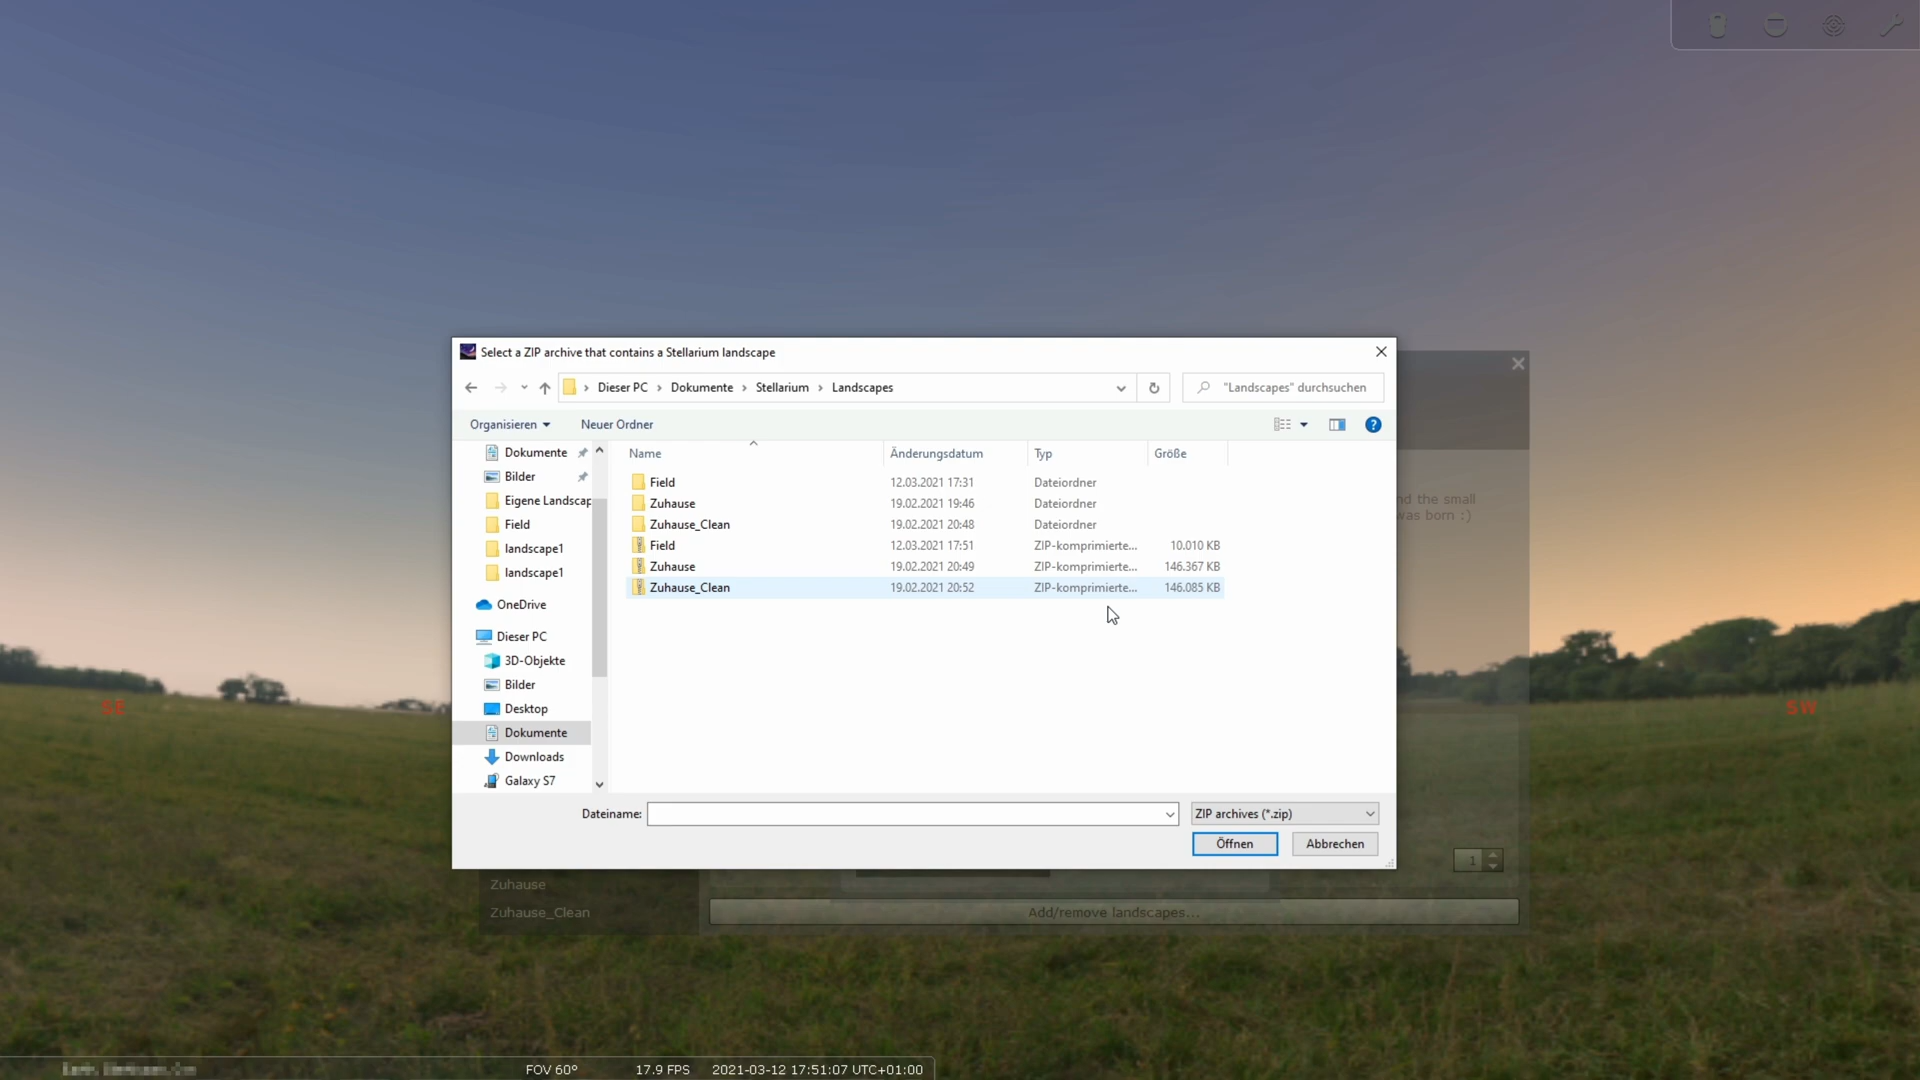 Select a ZIP archive that contains a Stellarium landscape
Dieser PC › Dokumente › Stellarium › Landscapes
"Landscapes" durchsuchen
Organisieren
Neuer Ordner
Name Änderungsdatum Typ Größe
Field 12.03.2021 17:31 Dateiordner
Zuhause 19.02.2021 19:46 Dateiordner
Zuhause_Clean 19.02.2021 20:48 Dateiordner
Field 12.03.2021 17:51 ZIP-komprimierte... 10.010 KB
Zuhause 19.02.2021 20:49 ZIP-komprimierte... 146.367 KB
Zuhause_Clean 19.02.2021 20:52 ZIP-komprimierte... 146.085 KB
Dokumente
Bilder
Eigene Landscap
Field
landscape1
landscape1
OneDrive
Dieser PC
3D-Objekte
Bilder
Desktop
Dokumente
Downloads
Galaxy S7
nd the small
was born :)
SE
SW
Dateiname:
ZIP archives (*.zip)
Öffnen
Abbrechen
1
Zuhause
Zuhause_Clean
Add/remove landscapes...
FOV 60° 17.9 FPS 2021-03-12 17:51:07 UTC+01:00